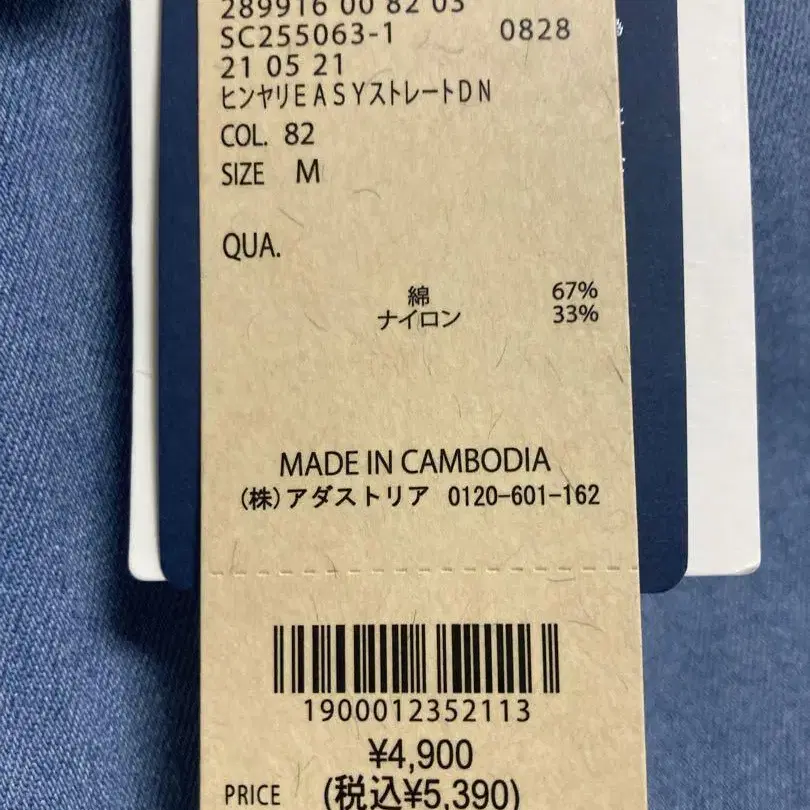 289916 00 82 03
SC255063-1 0828
21 05 21
ヒンヤリEASYストレートDN
COL. 82
SIZE M
QUA.
綿 67%
ナイロン 33%
MADE IN CAMBODIA
(株)アダストリア 0120-601-162
1900012352113
¥4,900
PRICE (税込¥5,390)